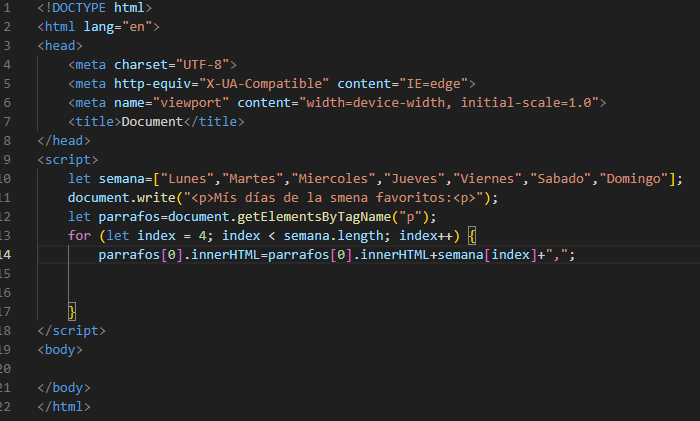 1 <!DOCTYPE html>
2 <html lang="en">
3 <head>
4     <meta charset="UTF-8">
5     <meta http-equiv="X-UA-Compatible" content="IE=edge">
6     <meta name="viewport" content="width=device-width, initial-scale=1.0">
7     <title>Document</title>
8 </head>
9 <script>
10     let semana=["Lunes","Martes","Miercoles","Jueves","Viernes","Sabado","Domingo"];
11     document.write("<p>Mís días de la smena favoritos:<p>");
12     let parrafos=document.getElementsByTagName("p");
13     for (let index = 4; index < semana.length; index++) {
14         parrafos[0].innerHTML=parrafos[0].innerHTML+semana[index]+",";
15
16
17     }
18 </script>
19 <body>
20
21 </body>
22 </html>